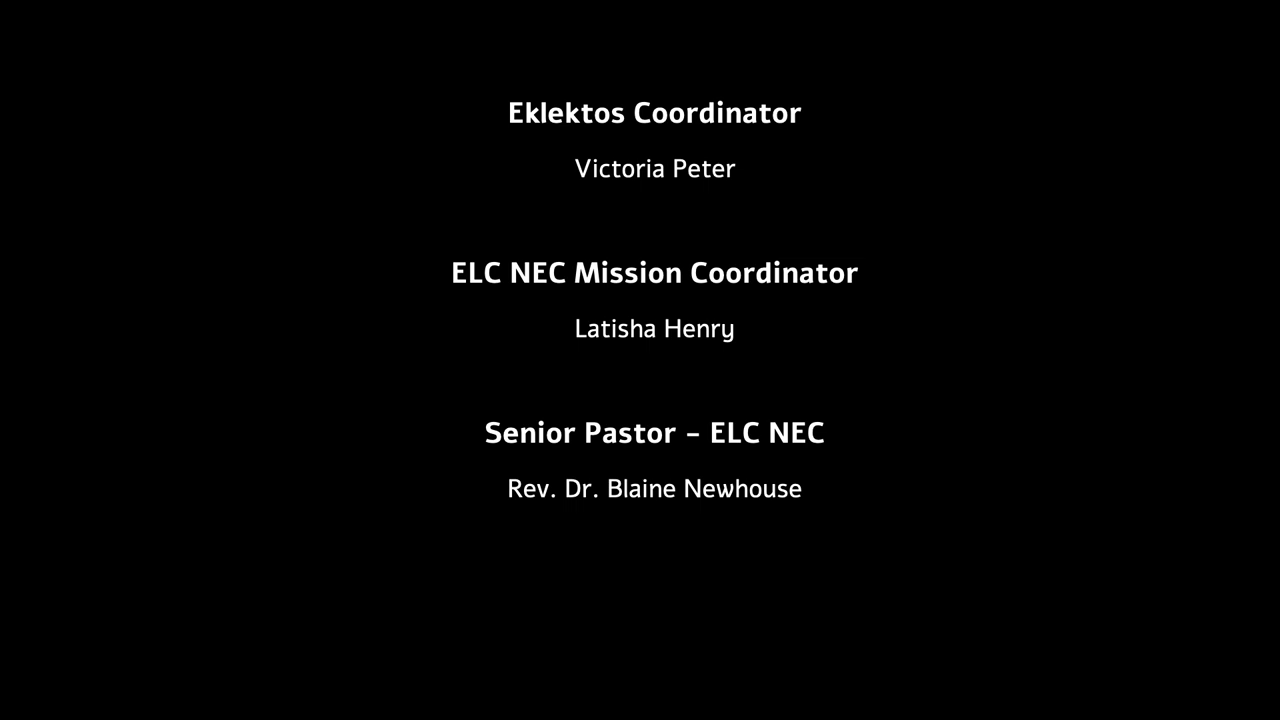 Eklektos Coordinator
Victoria Peter
ELC NEC Mission Coordinator
Latisha Henry
Senior Pastor - ELC NEC
Rev. Dr. Blaine Newhouse